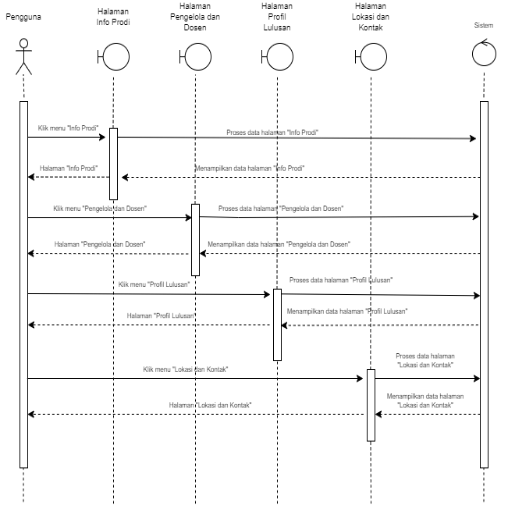 Pengguna
Halaman
Info Prodi
Halaman
Pengelola dan
Dosen
Halaman
Profil
Lulusan
Halaman
Lokasi dan
Kontak
Sistem
Klik menu "Info Prodi"
Proses data halaman "Info Prodi"
Halaman "Info Prodi"
Menampilkan data halaman "Info Prodi"
Klik menu "Pengelola dan Dosen"
Proses data halaman "Pengelola dan Dosen"
Halaman "Pengelola dan Dosen"
Menampilkan data halaman "Pengelola dan Dosen"
Klik menu "Profil Lulusan"
Proses data halaman "Profil Lulusan"
Halaman "Profil Lulusan"
Menampilkan data halaman "Profil Lulusan"
Klik menu "Lokasi dan Kontak"
Proses data halaman
"Lokasi dan Kontak"
Halaman "Lokasi dan Kontak"
Menampilkan data halaman
"Lokasi dan Kontak"